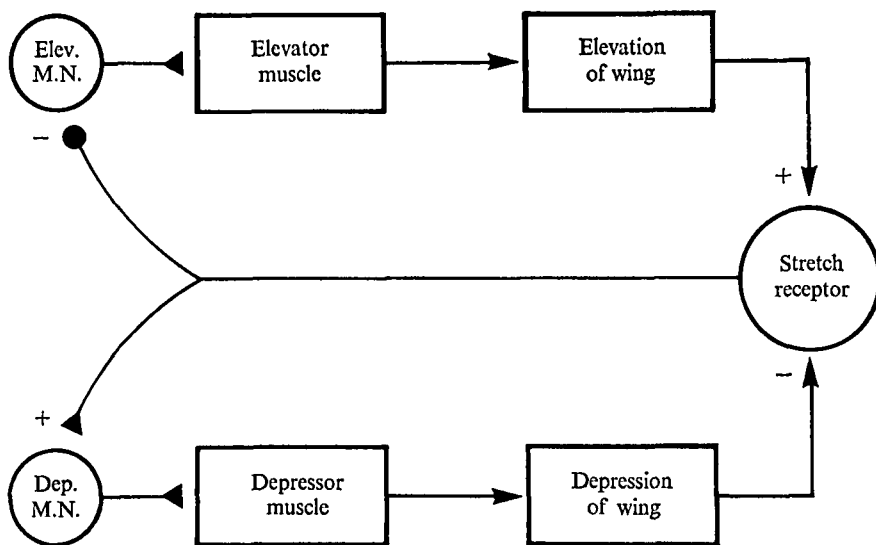 Elev.
M.N.
Elevator
muscle
Elevation
of wing
−
+
Stretch
receptor
−
+
Dep.
M.N.
Depressor
muscle
Depression
of wing